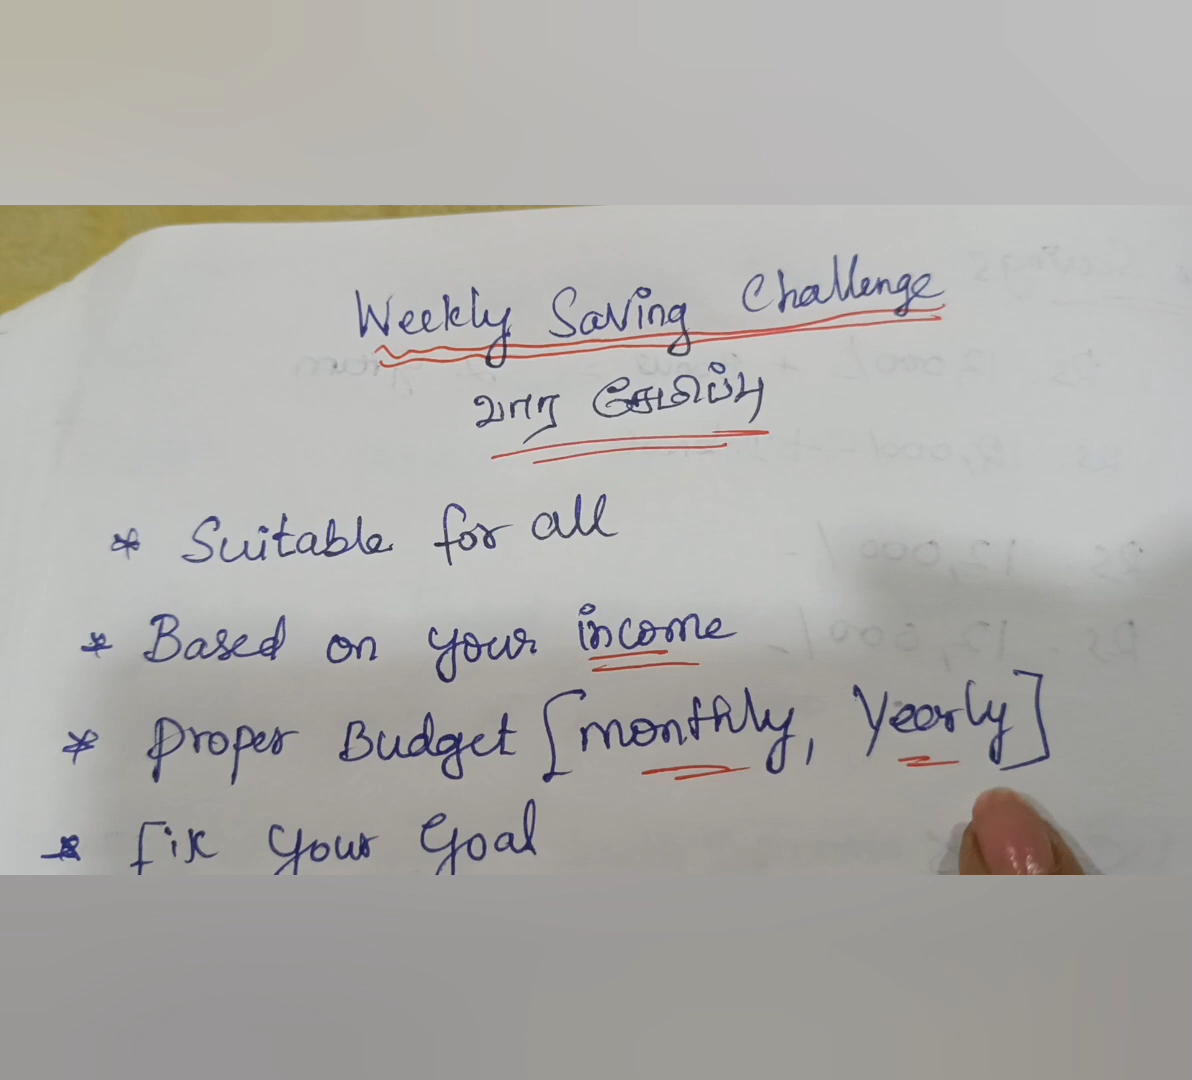 Weekly Saving Challenge
வார சேமிப்பு
* Suitable for all
* Based on your income
* Proper Budget [monthly, Yearly]
* Fix Your Goal